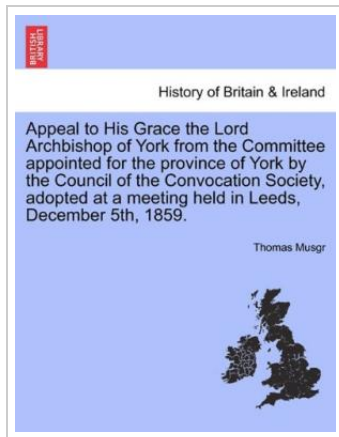 BRITISH
LIBRARY
History of Britain & Ireland
Appeal to His Grace the Lord
Archbishop of York from the Committee
appointed for the province of York by
the Council of the Convocation Society,
adopted at a meeting held in Leeds,
December 5th, 1859.
Thomas Musgr